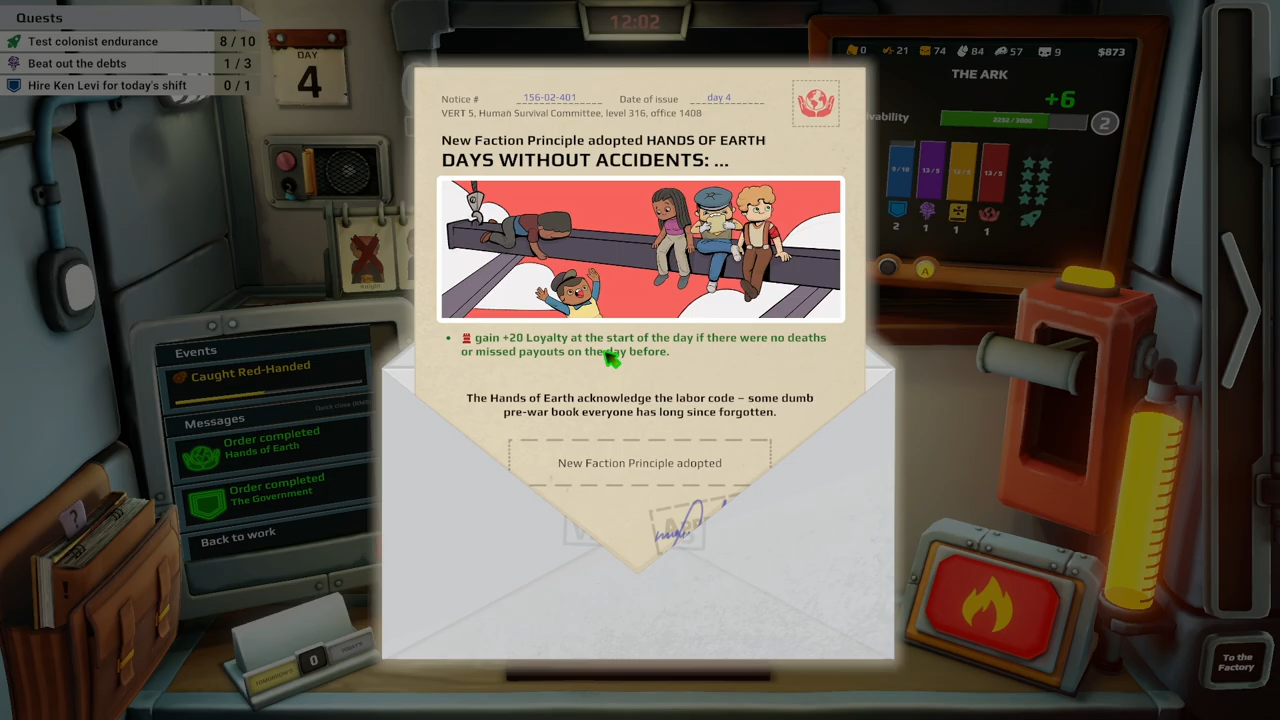 Quests
Test colonist endurance 8 / 10
Beat out the debts 1 / 3
Hire Ken Levi for today's shift 0 / 1
DAY
4
12:02
0 21 74 84 57 9 $873
THE ARK
+6
2252 / 3000
2
13 / 5
13 / 5
2 1 1 1
A
Notice # 156-02-401 Date of issue day 4
VERT 5, Human Survival Committee, level 316, office 1408
New Faction Principle adopted HANDS OF EARTH
DAYS WITHOUT ACCIDENTS: ...
• gain +20 Loyalty at the start of the day if there were no deaths
or missed payouts on the day before.
The Hands of Earth acknowledge the labor code – some dumb
pre-war book everyone has long since forgotten.
New Faction Principle adopted
Events
Caught Red-Handed
Messages
Order completed
Hands of Earth
Order completed
The Government
Back to work
0
To the
Factory